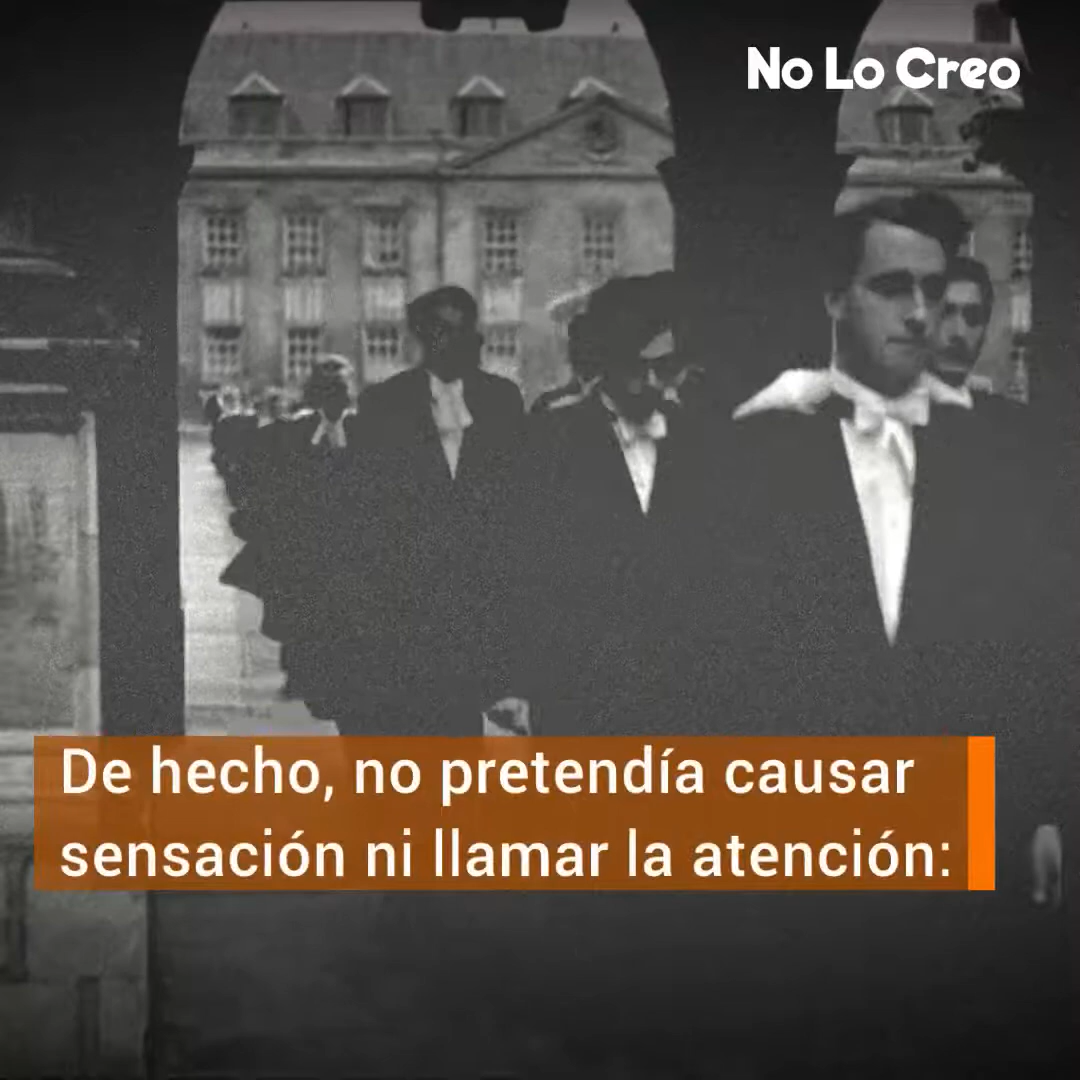 No Lo Creo
De hecho, no pretendía causar
sensación ni llamar la atención: